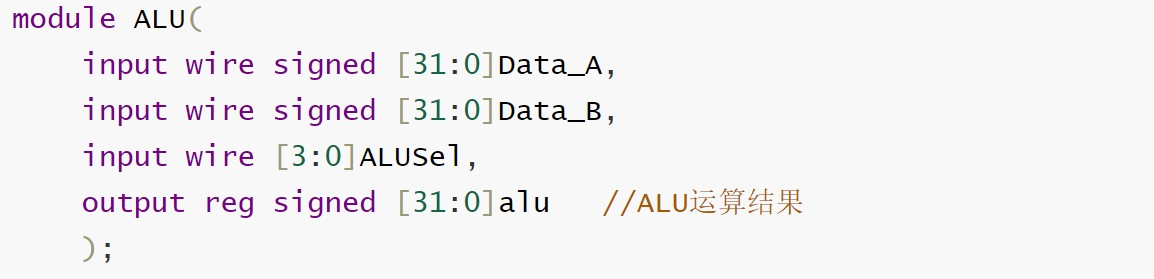 module ALU(
    input wire signed [31:0]Data_A,
    input wire signed [31:0]Data_B,
    input wire [3:0]ALUSel,
    output reg signed [31:0]alu   //ALU运算结果
    );